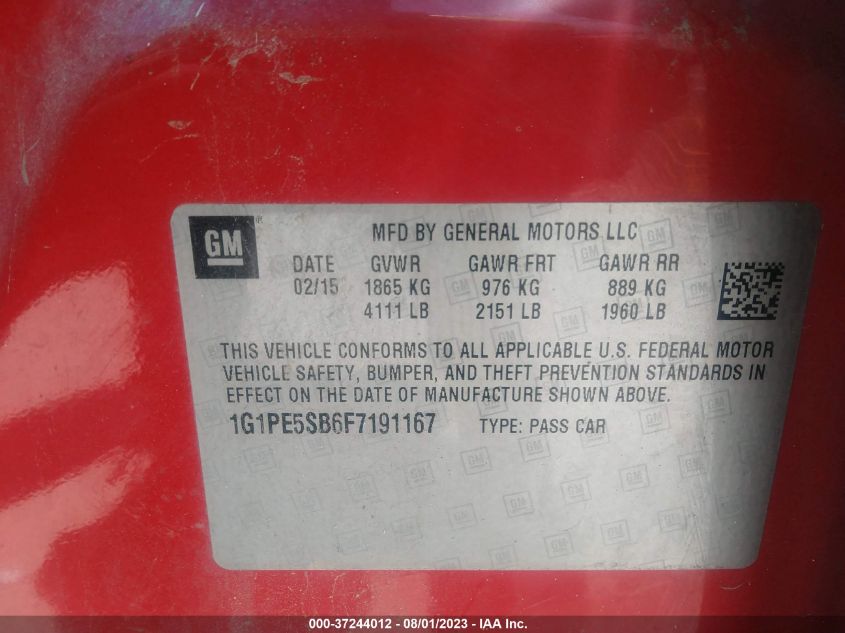 GM
MFD BY GENERAL MOTORS LLC
DATE GVWR GAWR FRT GAWR RR
02/15 1865 KG 976 KG 889 KG
4111 LB 2151 LB 1960 LB
THIS VEHICLE CONFORMS TO ALL APPLICABLE U.S. FEDERAL MOTOR
VEHICLE SAFETY, BUMPER, AND THEFT PREVENTION STANDARDS IN
EFFECT ON THE DATE OF MANUFACTURE SHOWN ABOVE.
1G1PE5SB6F7191167 TYPE: PASS CAR
000-37244012 - 08/01/2023 - IAA Inc.